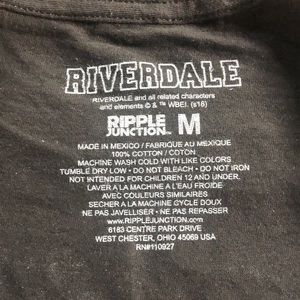 RIVERDALE
RIVERDALE and all related characters
and elements © & ™ WBEI. (s18)
RIPPLE
JUNCTION™ M
MADE IN MEXICO / FABRIQUE AU MEXIQUE
100% COTTON / COTON
MACHINE WASH COLD WITH LIKE COLORS
TUMBLE DRY LOW - DO NOT BLEACH - DO NOT IRON
NOT INTENDED FOR CHILDREN 12 AND UNDER.
LAVER A LA MACHINE A L'EAU FROIDE
AVEC COULEURS SIMILAIRES
SECHER A LA MACHINE CYCLE DOUX
NE PAS JAVELLISER - NE PAS REPASSER
www.RIPPLEJUNCTION.com
6183 CENTRE PARK DRIVE
WEST CHESTER, OHIO 45069 USA
RN#110927